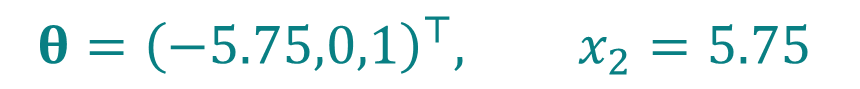 θ = (−5.75,0,1)⊤, x₂ = 5.75